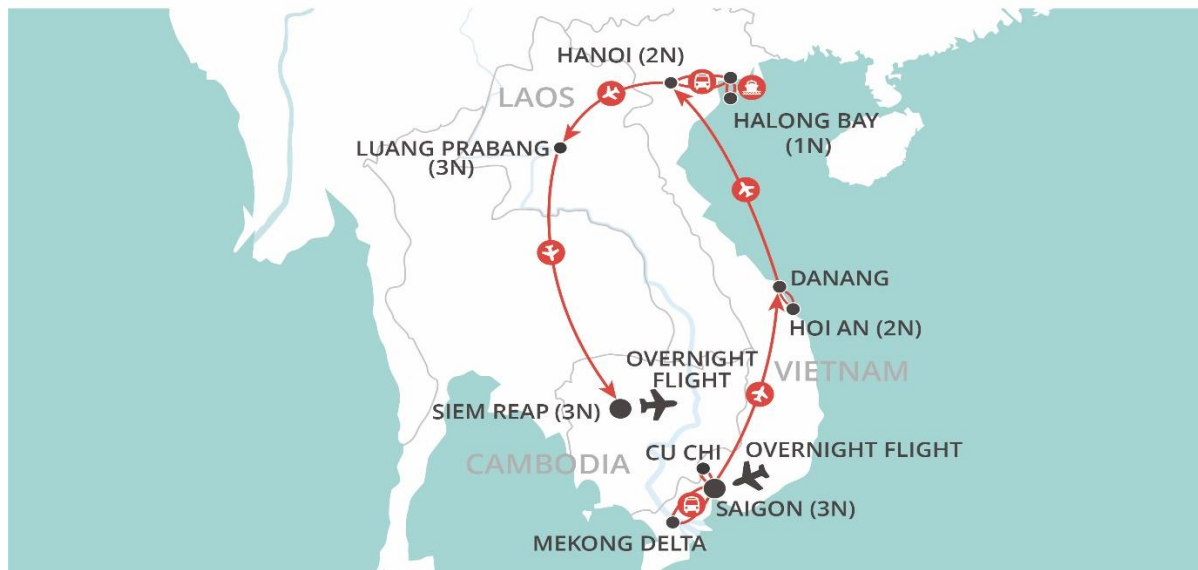 HANOI (2N)
LAOS
HALONG BAY
(1N)
LUANG PRABANG
(3N)
DANANG
HOI AN (2N)
OVERNIGHT
FLIGHT
VIETNAM
SIEM REAP (3N)
CAMBODIA
CU CHI
OVERNIGHT FLIGHT
SAIGON (3N)
MEKONG DELTA